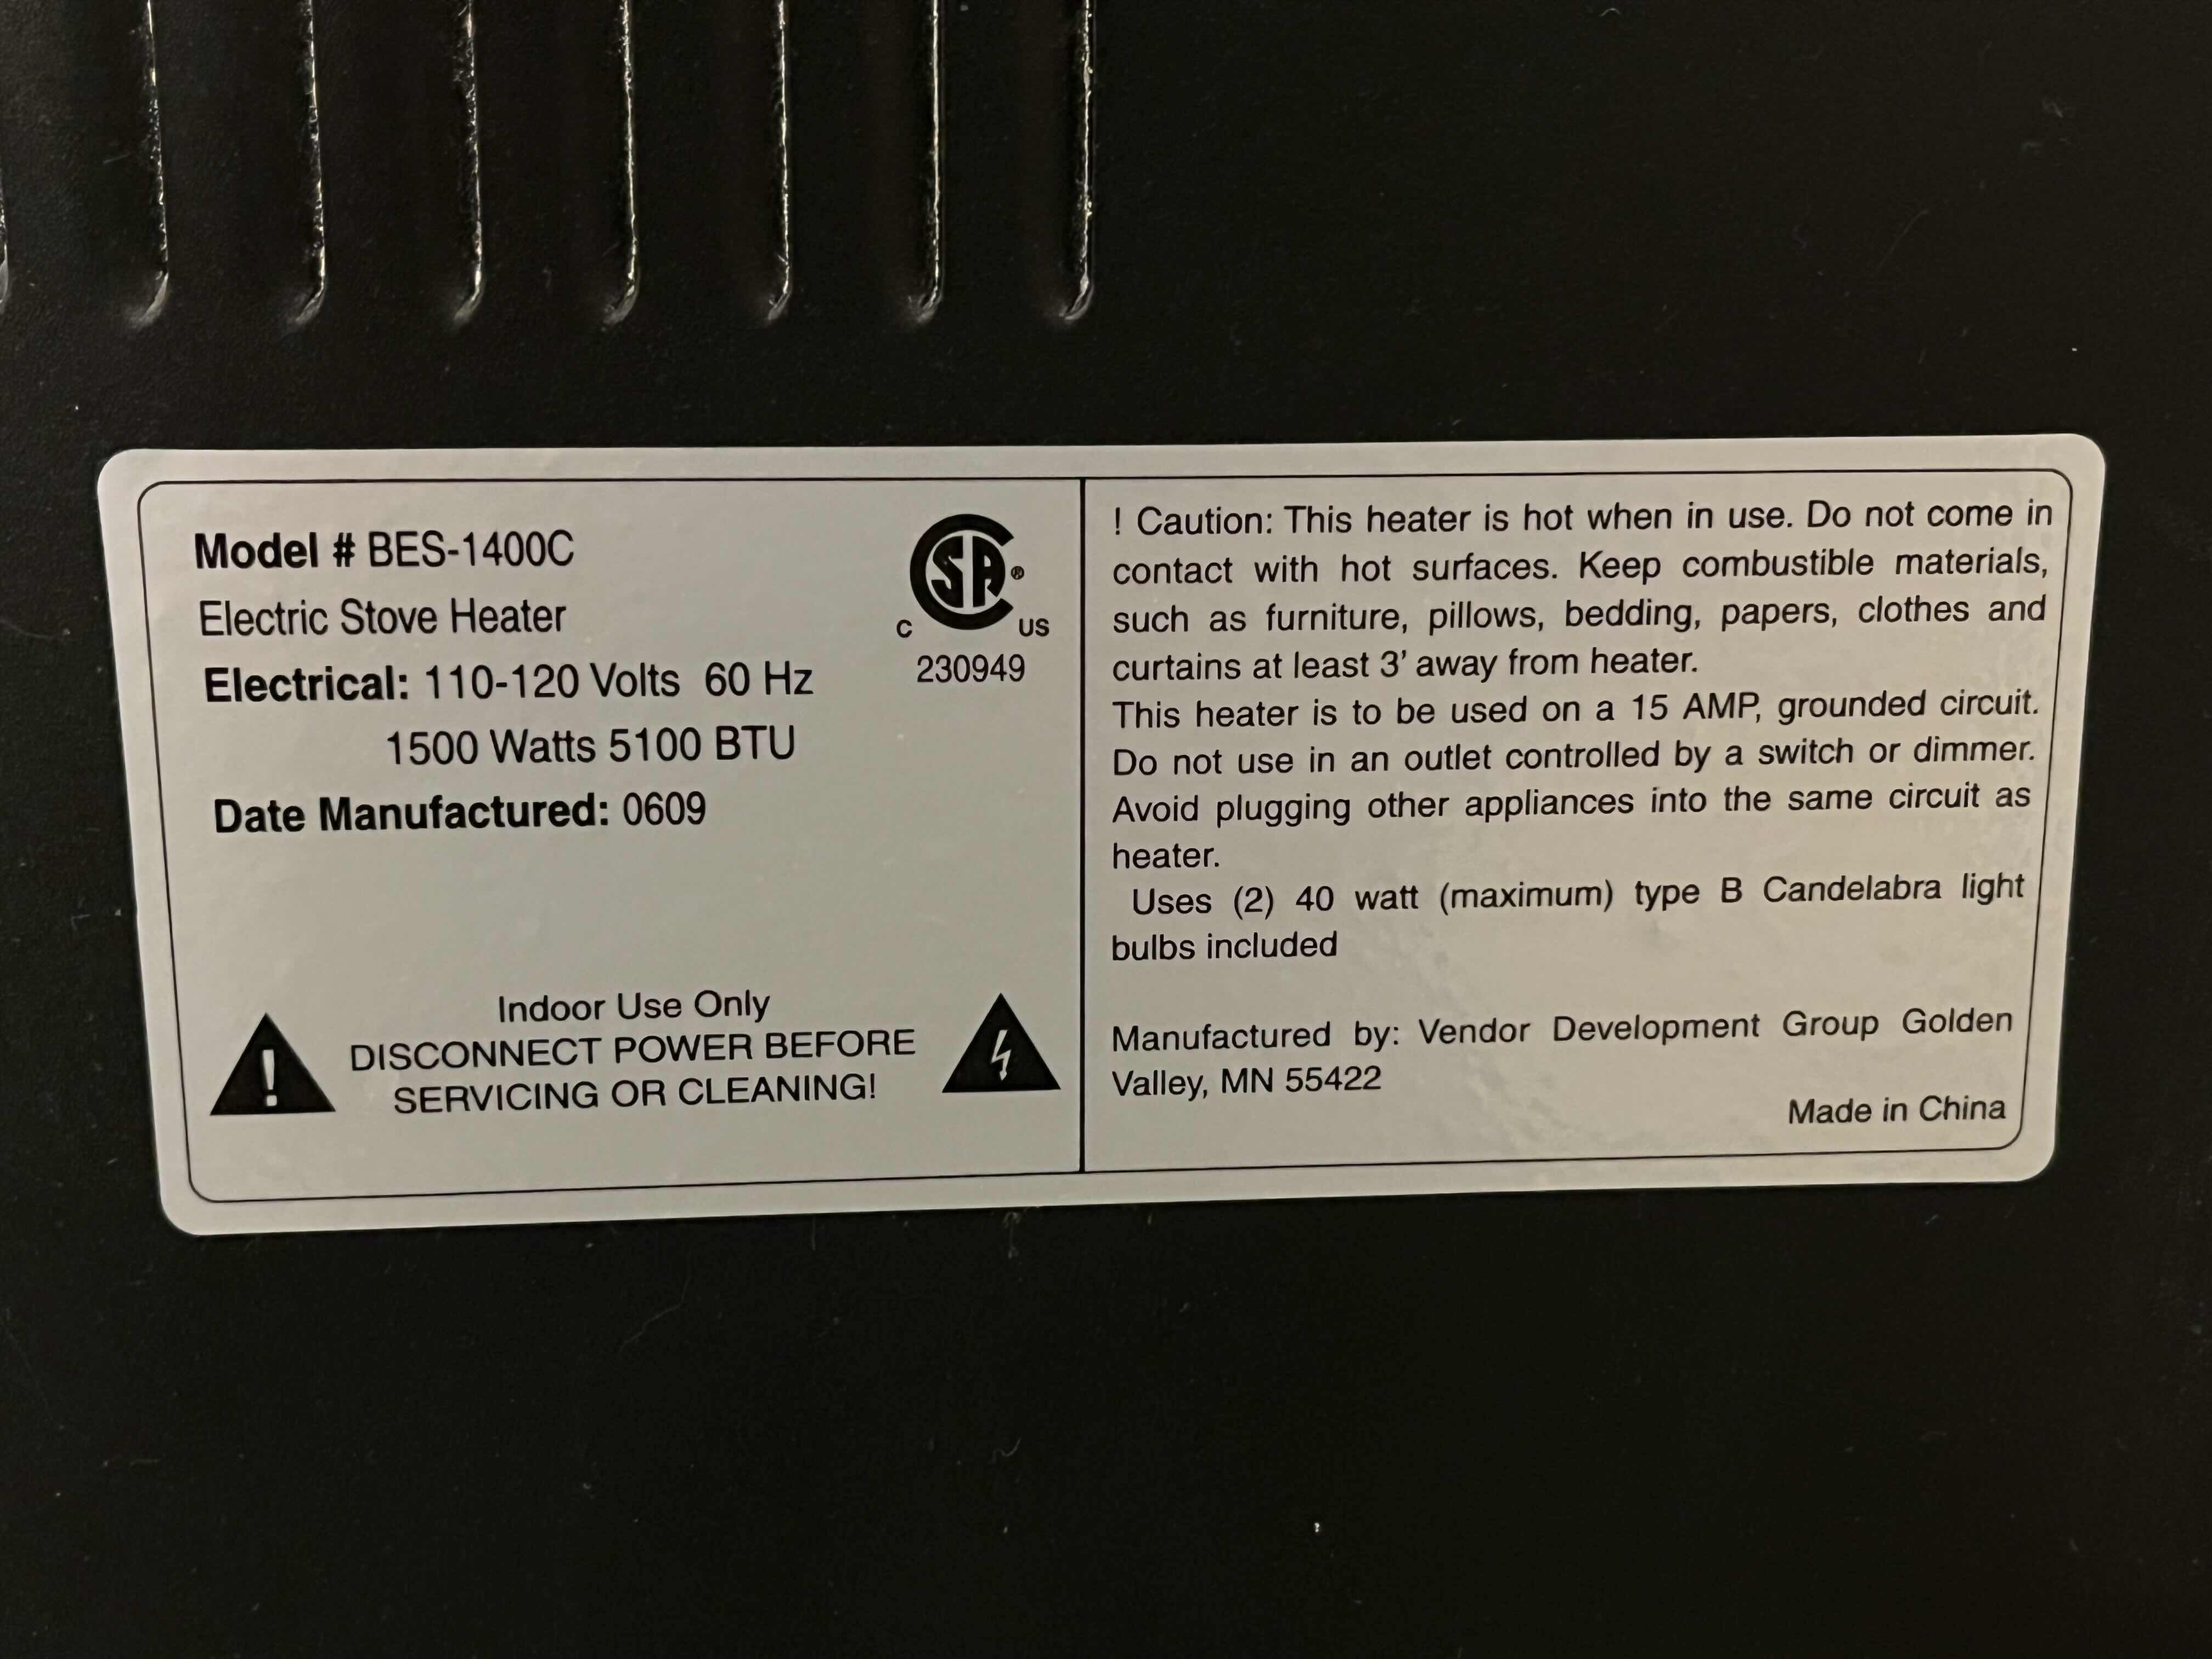 Model # BES-1400C
Electric Stove Heater
Electrical: 110-120 Volts 60 Hz
1500 Watts 5100 BTU
Date Manufactured: 0609
SA®
C US
230949
Indoor Use Only
DISCONNECT POWER BEFORE
SERVICING OR CLEANING!
! Caution: This heater is hot when in use. Do not come in
contact with hot surfaces. Keep combustible materials,
such as furniture, pillows, bedding, papers, clothes and
curtains at least 3' away from heater.
This heater is to be used on a 15 AMP, grounded circuit.
Do not use in an outlet controlled by a switch or dimmer.
Avoid plugging other appliances into the same circuit as
heater.
Uses (2) 40 watt (maximum) type B Candelabra light
bulbs included
Manufactured by: Vendor Development Group Golden
Valley, MN 55422
Made in China